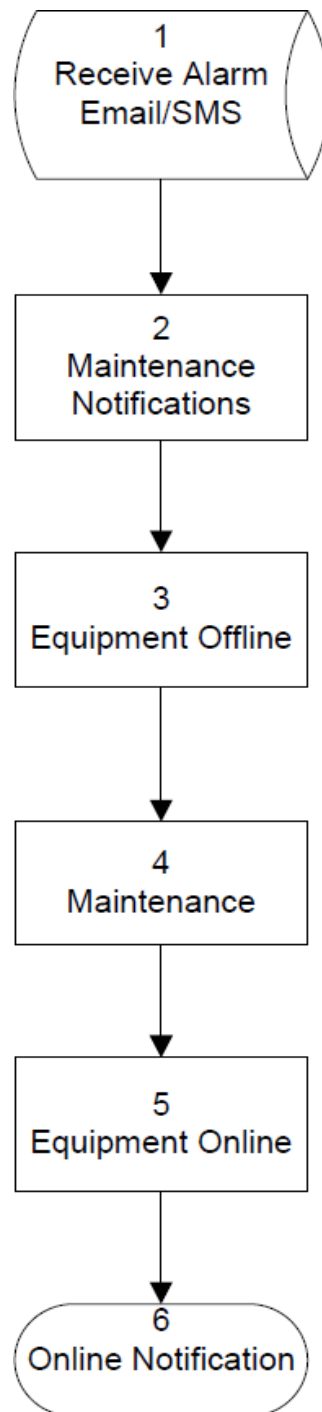 1
Receive Alarm
Email/SMS
2
Maintenance
Notifications
3
Equipment Offline
4
Maintenance
5
Equipment Online
6
Online Notification